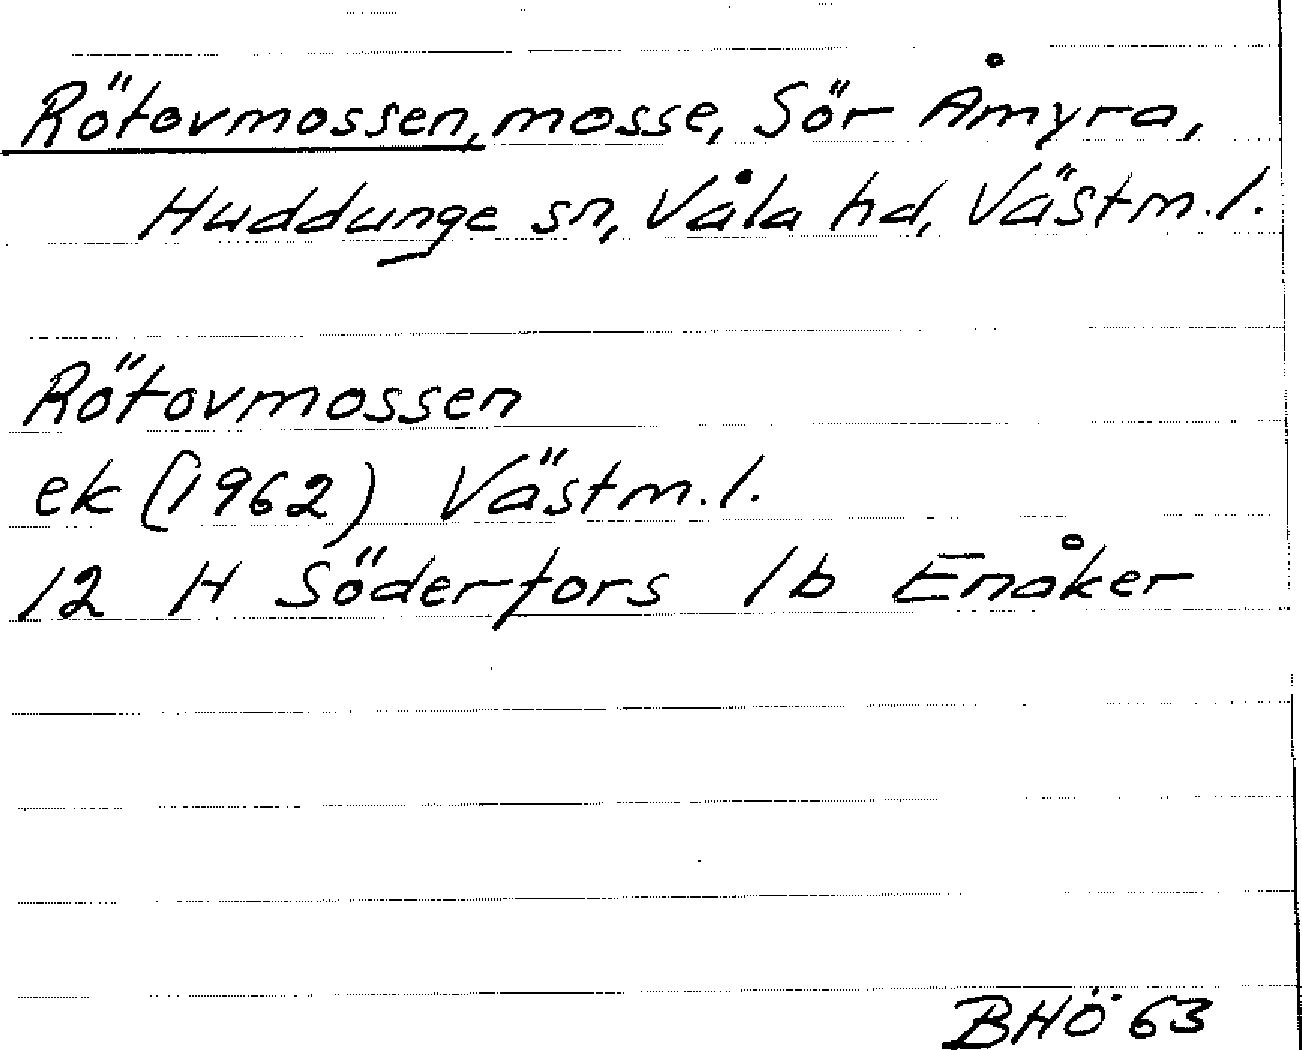 Rötovmossen, mosse, Sör Åmyra,
Huddunge sn, Våla hd, Västm.l.
Rötovmossen
ek (1962) Västm.l.
12 H Söderfors 1b Enåker
BHÖ 63